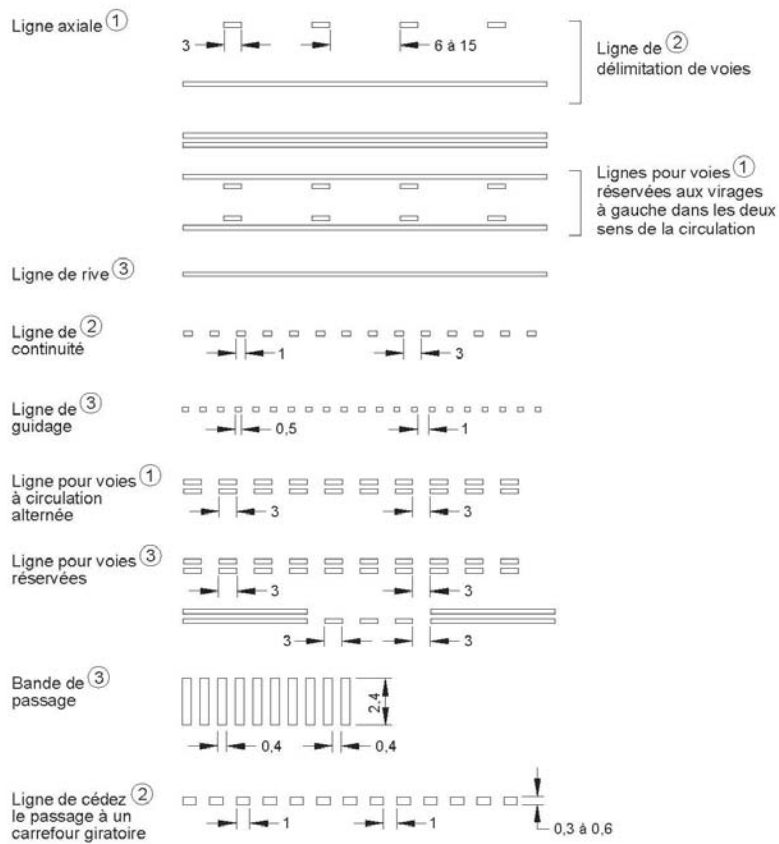 Ligne axiale ①
3
6 à 15
Ligne de ②
délimitation de voies
Lignes pour voies ①
réservées aux virages
à gauche dans les deux
sens de la circulation
Ligne de rive ③
Ligne de ②
continuité
1
3
Ligne de ③
guidage
0,5
1
Ligne pour voies ①
à circulation
alternée
3
3
Ligne pour voies ③
réservées
3
3
3
3
Bande de ③
passage
2,4
0,4
0,4
Ligne de cédez ②
le passage à un
carrefour giratoire
1
1
0,3 à 0,6